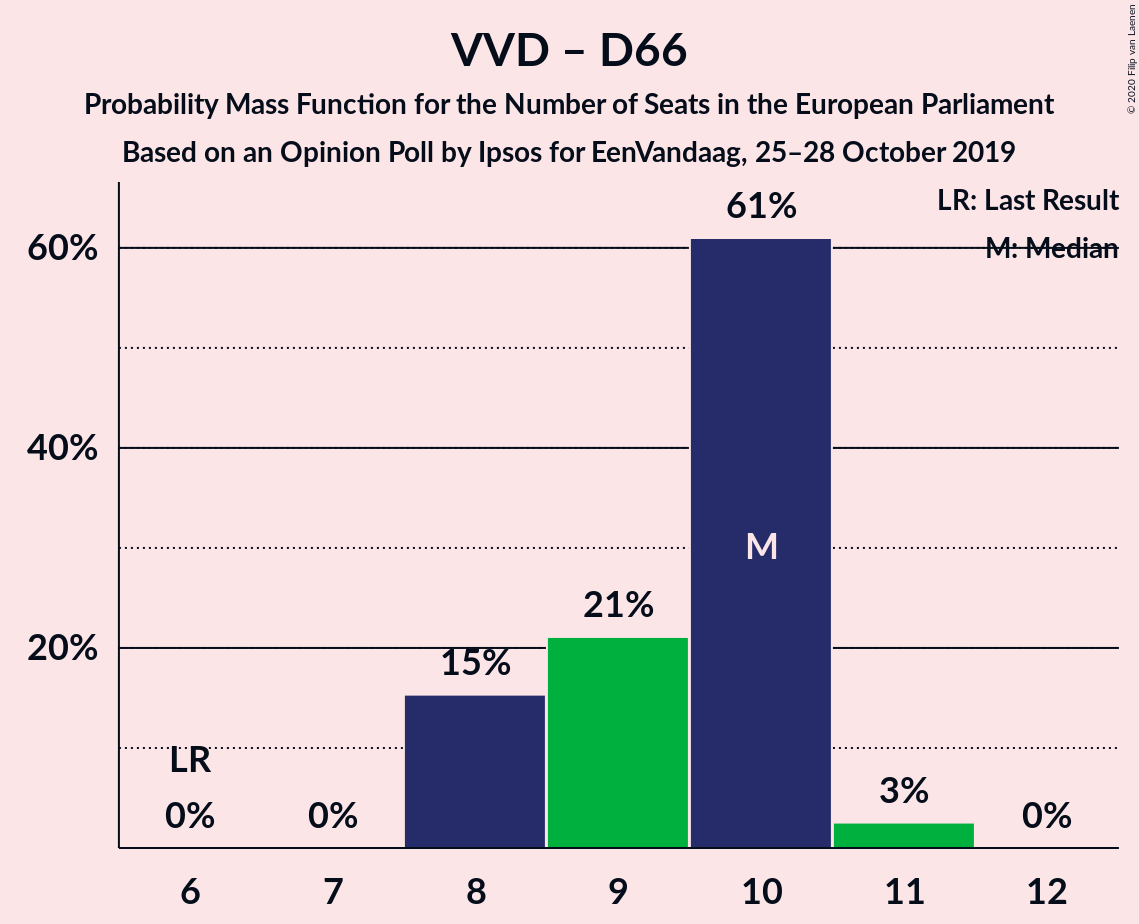 VVD – D66
Probability Mass Function for the Number of Seats in the European Parliament
Based on an Opinion Poll by Ipsos for EenVandaag, 25–28 October 2019
© 2020 Filip van Laenen
LR: Last Result
M: Median
60%
40%
20%
61%
M
21%
15%
LR
0%
0%
3%
0%
6
7
8
9
10
11
12